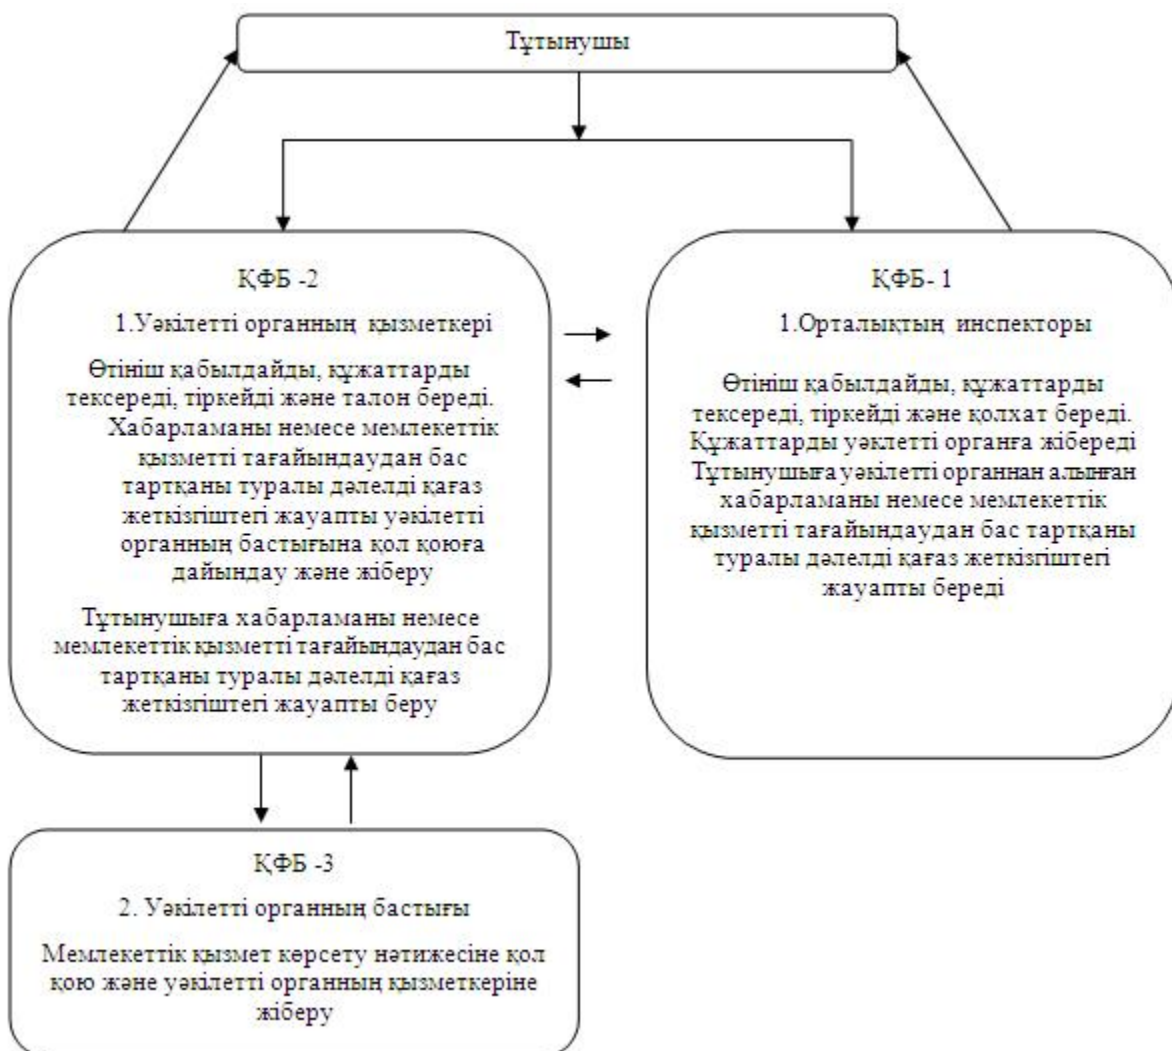 Тұтынушы
ҚФБ -2
1.Уәкілетті органның қызметкері
Өтініш қабылдайды, құжаттарды
тексереді, тіркейді және талон береді.
Хабарламаны немесе мемлекеттік
қызметті тағайындаудан бас
тартқаны туралы дәлелді қағаз
жеткізгіштегі жауапты уәкілетті
органның бастығына қол қоюға
дайындау және жіберу
Тұтынушыға хабарламаны немесе
мемлекеттік қызметті тағайындаудан бас
тартқаны туралы дәлелді қағаз
жеткізгіштегі жауапты беру
ҚФБ- 1
1.Орталықтың инспекторы
Өтініш қабылдайды, құжаттарды
тексереді, тіркейді және қолхат береді.
Құжаттарды уәклетті органға жібереді
Тұтынушыға уәкілетті органнан алынған
хабарламаны немесе мемлекеттік
қызметті тағайындаудан бас тартқаны
туралы дәлелді қағаз жеткізгіштегі
жауапты береді
ҚФБ -3
2. Уәкілетті органның бастығы
Мемлекеттік қызмет көрсету нәтижесіне қол
қою және уәкілетті органның қызметкеріне
жіберу